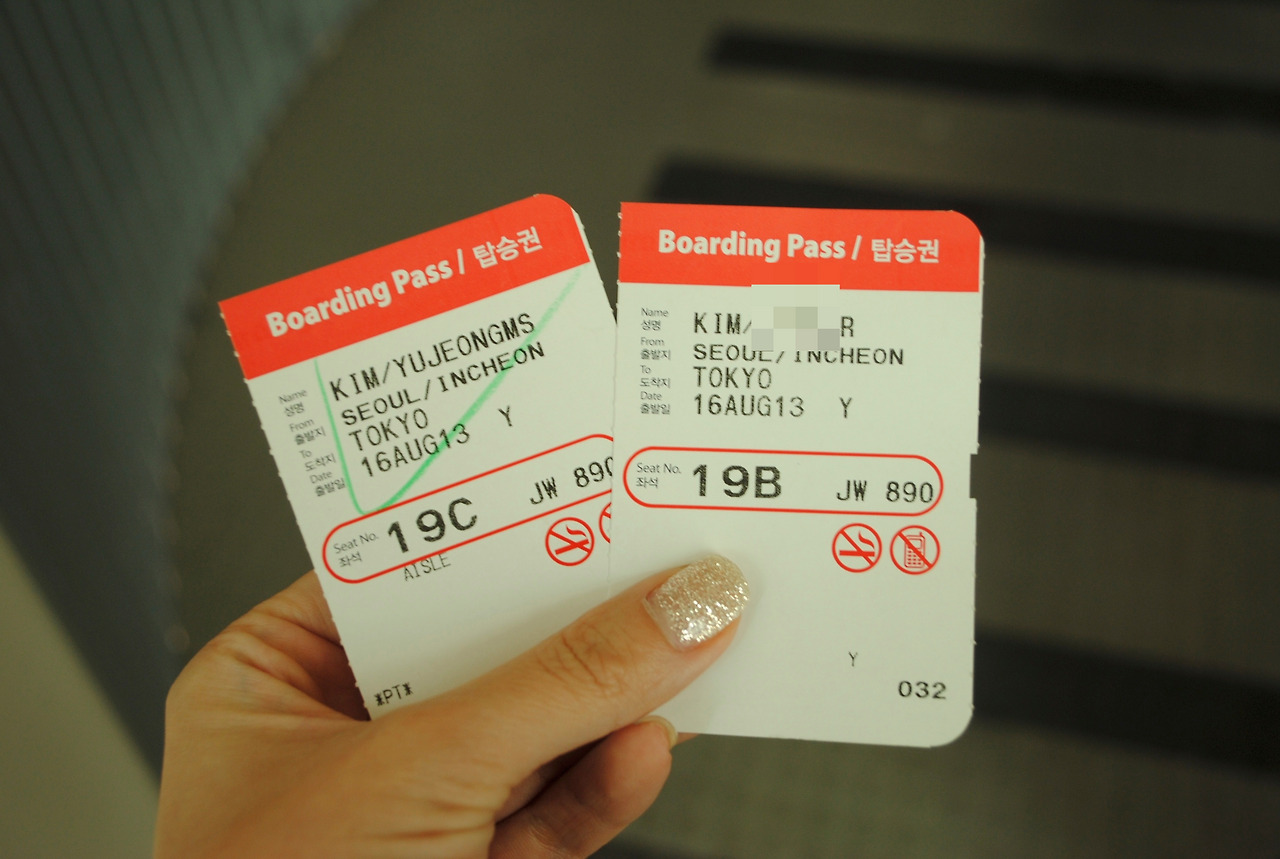 Boarding Pass / 탑승권
Name
성명
KIM/YUJEONGMS
From
출발지
SEOUL/INCHEON
To
도착지
TOKYO
Date
출발일
16AUG13 Y
Seat No.
좌석
19C JW 890
AISLE
*PT*
Boarding Pass / 탑승권
Name
성명
KIM/ R
From
출발지
SEOUL/INCHEON
To
도착지
TOKYO
Date
출발일
16AUG13 Y
Seat No.
좌석
19B JW 890
Y
032